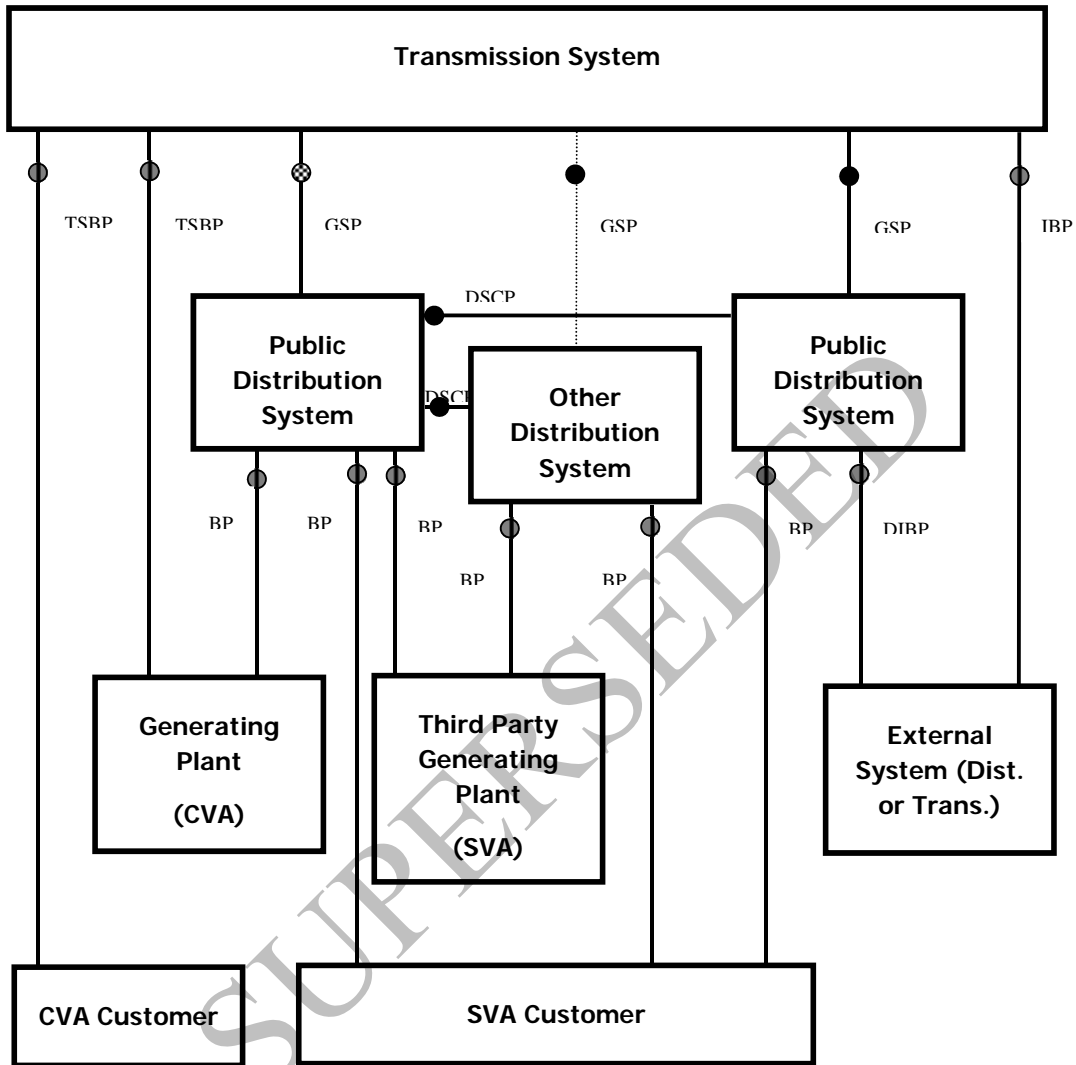 Transmission System
TSBP
TSBP
GSP
GSP
GSP
IBP
DSCP
Public
Distribution
System
DSCP
Other
Distribution
System
Public
Distribution
System
BP
BP
BP
BP
BP
BP
DIBP
Generating
Plant
(CVA)
Third Party
Generating
Plant
(SVA)
External
System (Dist.
or Trans.)
CVA Customer
SVA Customer
SUPERSEDED